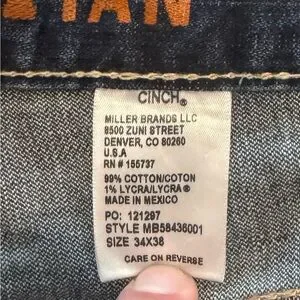 IAN
CINCH®
MILLER BRANDS LLC
8500 ZUNI STREET
DENVER, CO 80260
U.S.A
RN # 155737
99% COTTON/COTON
1% LYCRA/LYCRA®
MADE IN MEXICO
PO: 121297
STYLE MB58436001
SIZE 34X38
CARE ON REVERSE